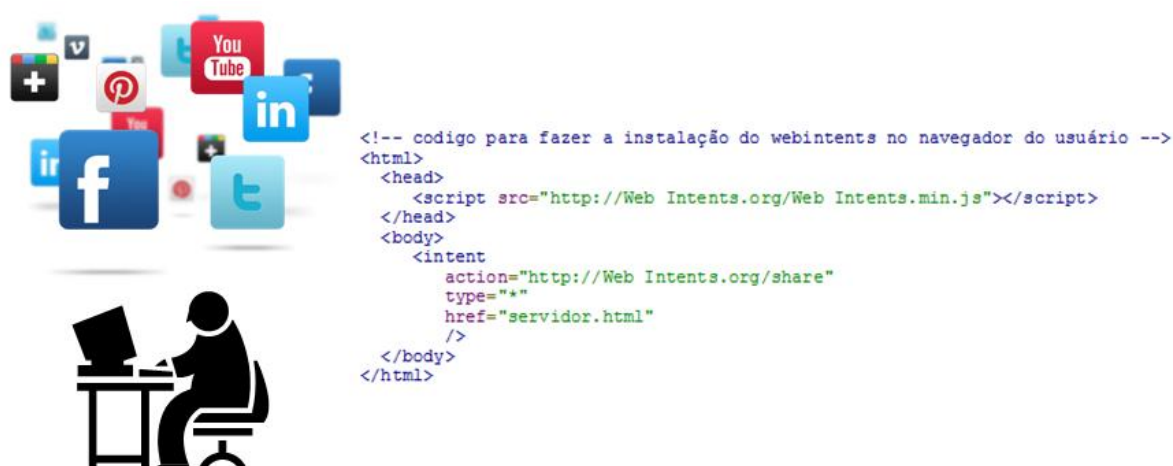 You
Tube
in
f
<!-- codigo para fazer a instalação do webintents no navegador do usuário -->
<html>
<head>
<script src="http://Web Intents.org/Web Intents.min.js"></script>
</head>
<body>
<intent
action="http://Web Intents.org/share"
type="*"
href="servidor.html"
/>
</body>
</html>